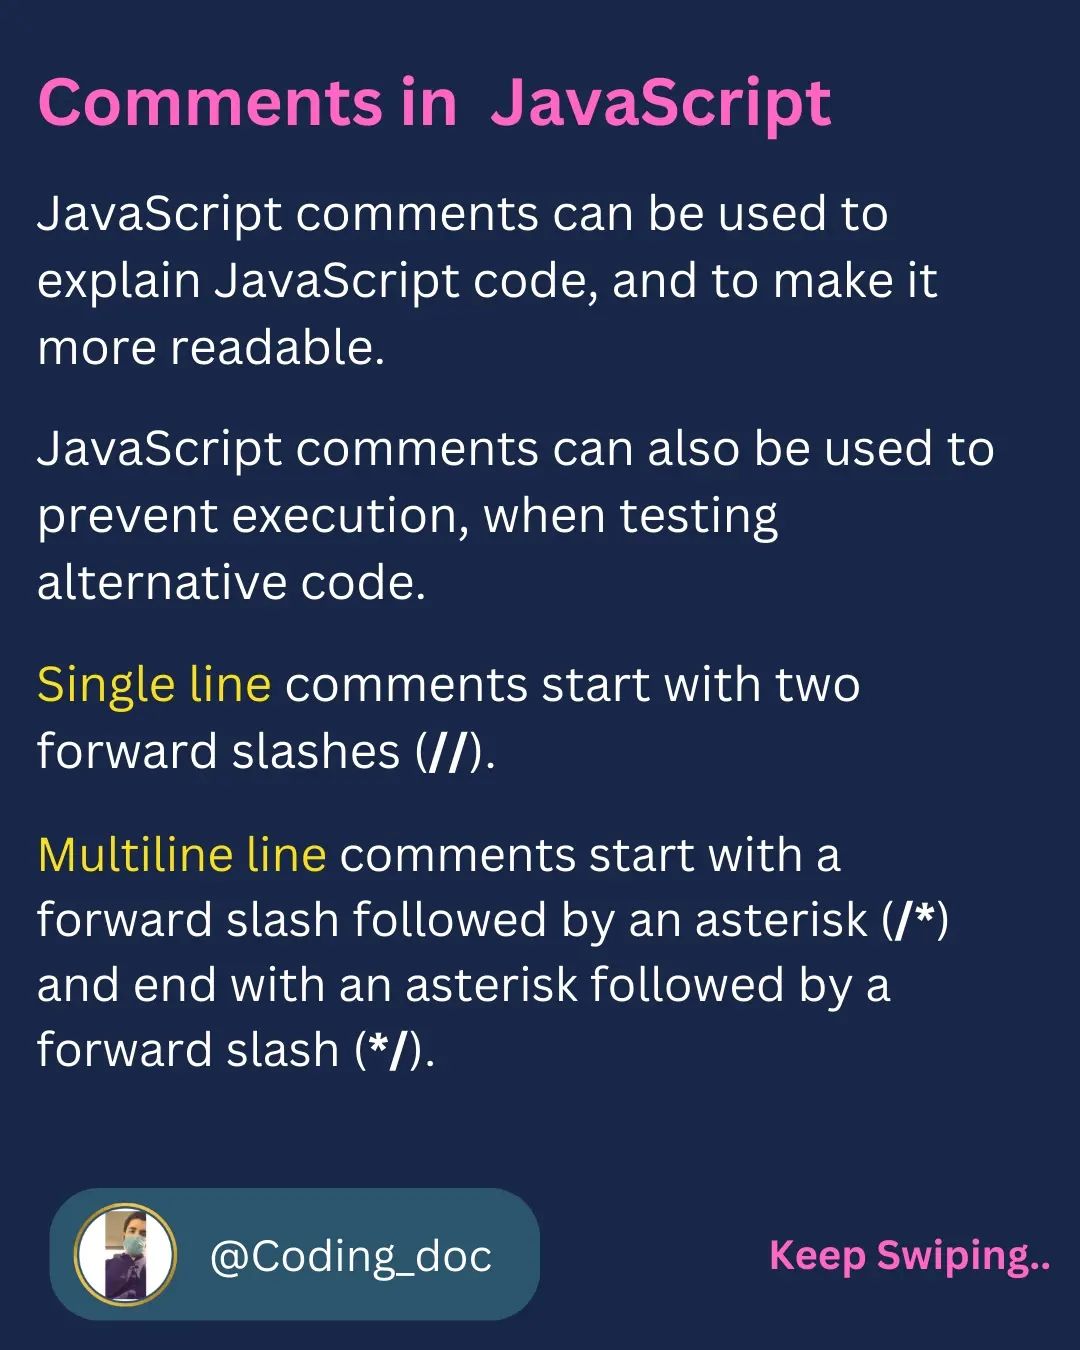 Comments in JavaScript
JavaScript comments can be used to
explain JavaScript code, and to make it
more readable.
JavaScript comments can also be used to
prevent execution, when testing
alternative code.
Single line comments start with two
forward slashes (//).
Multiline line comments start with a
forward slash followed by an asterisk (/*)
and end with an asterisk followed by a
forward slash (*/).
@Coding_doc
Keep Swiping..